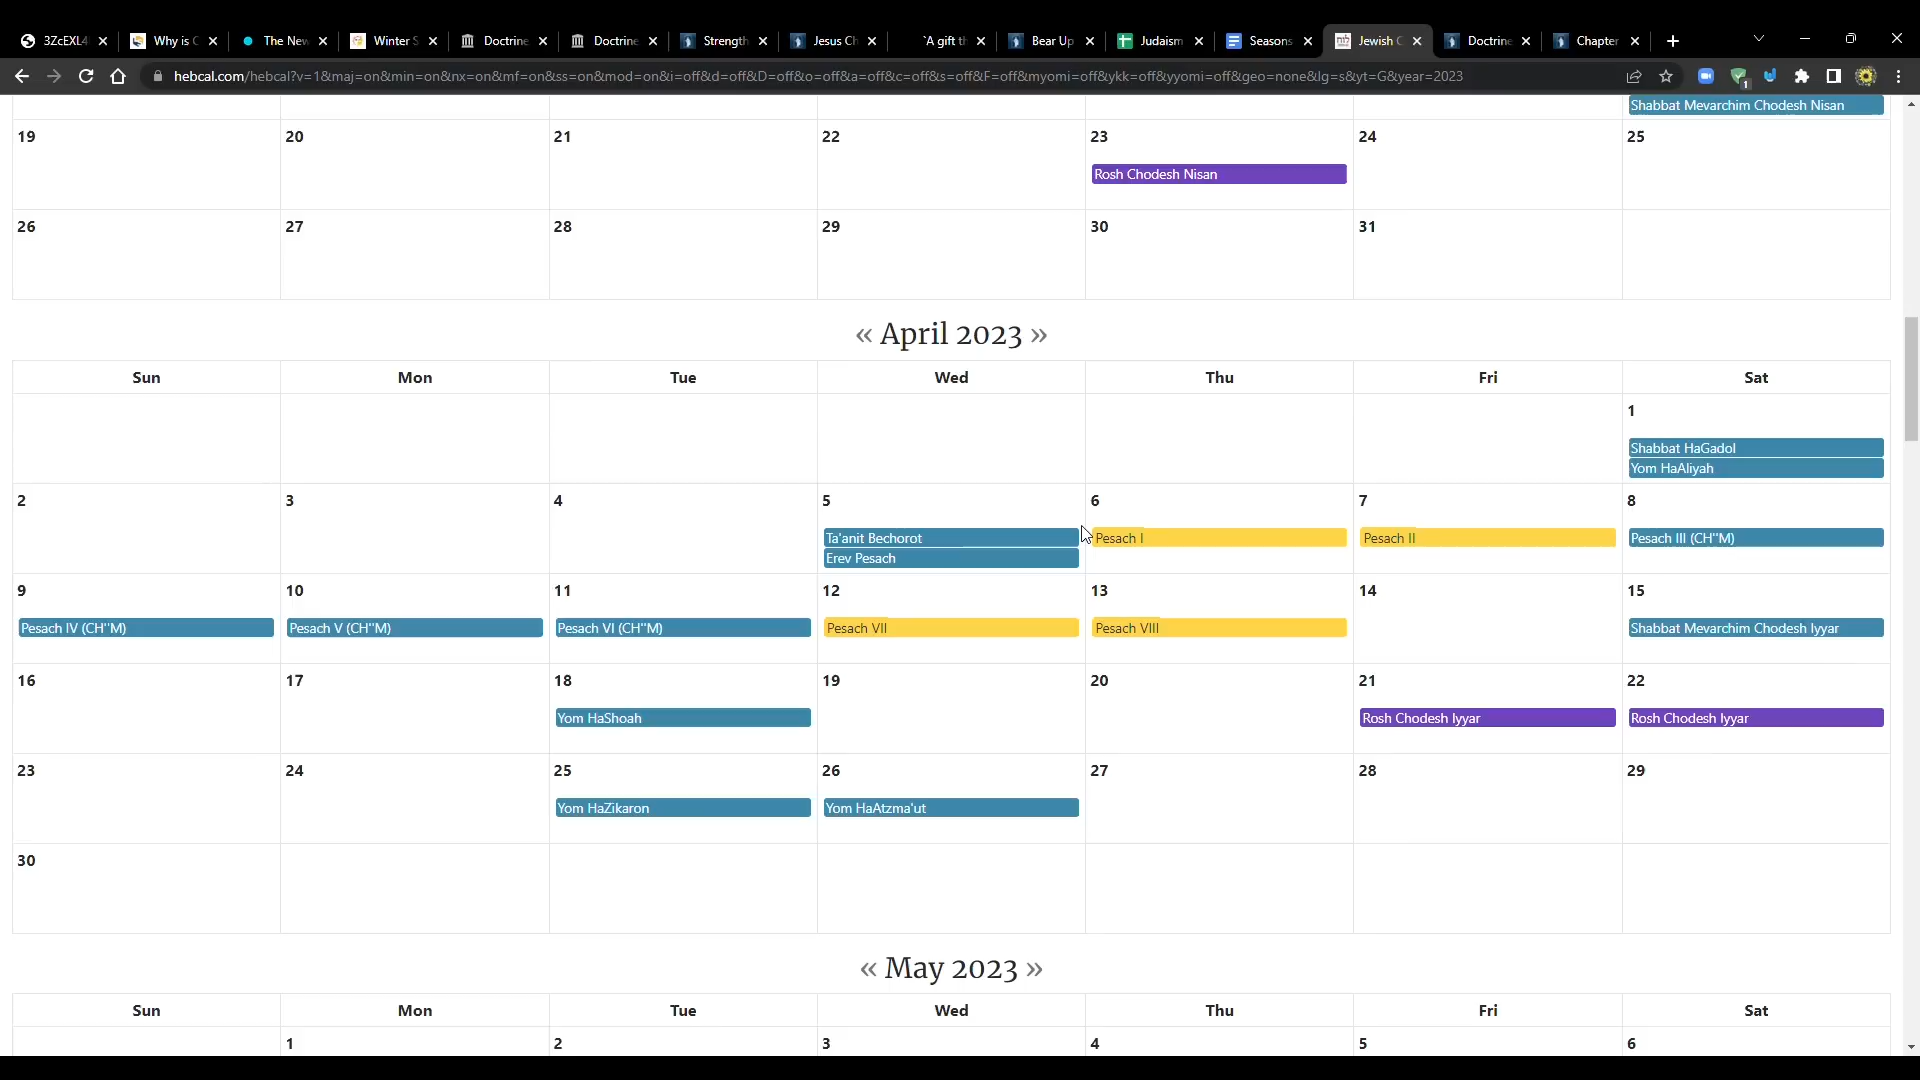 3ZcEXL4
Why is C
The New
Winter S
Doctrine
Doctrine
Strength
Jesus Ch
`A gift th
Bear Up
Judaism
Seasons
Jewish C
Doctrine
Chapter
hebcal.com/hebcal?v=1&maj=on&min=on&nx=on&mf=on&ss=on&mod=on&i=off&d=off&D=off&o=off&a=off&c=off&s=off&F=off&myomi=off&ykk=off&yyomi=off&geo=none&lg=s&yt=G&year=2023
1
Shabbat Mevarchim Chodesh Nisan
19 20 21 22 23 24 25
Rosh Chodesh Nisan
26 27 28 29 30 31
« April 2023 »
Sun Mon Tue Wed Thu Fri Sat
1
Shabbat HaGadol
Yom HaAliyah
2 3 4 5 6 7 8
Ta'anit Bechorot Pesach I Pesach II Pesach III (CH''M)
Erev Pesach
9 10 11 12 13 14 15
Pesach IV (CH''M) Pesach V (CH''M) Pesach VI (CH''M) Pesach VII Pesach VIII Shabbat Mevarchim Chodesh Iyyar
16 17 18 19 20 21 22
Yom HaShoah Rosh Chodesh Iyyar Rosh Chodesh Iyyar
23 24 25 26 27 28 29
Yom HaZikaron Yom HaAtzma'ut
30
« May 2023 »
Sun Mon Tue Wed Thu Fri Sat
1 2 3 4 5 6